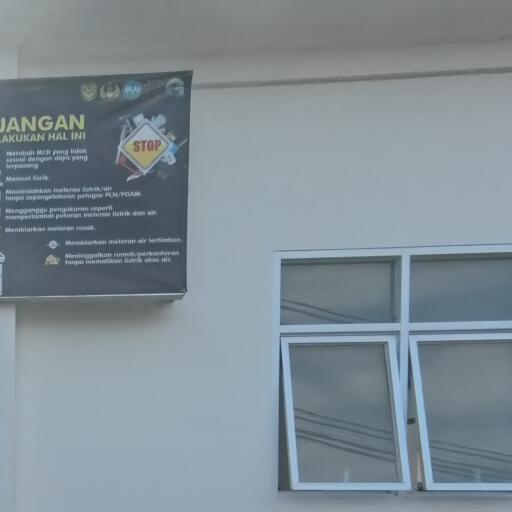 JANGAN
LAKUKAN HAL INI
STOP
Merubah MCB yang tidak
sesuai dengan daya yang
terpasang
Mencuri listrik.
Memindahkan meteran listrik/air
tanpa sepengetahuan petugas PLN/PDAM.
Mengganggu pengukuran seperti
memperlambat putaran meteran listrik dan air.
Membiarkan meteran rusak.
Membiarkan meteran air tertimbun.
Meninggalkan rumah/perkantoran
tanpa mematikan listrik atau air.